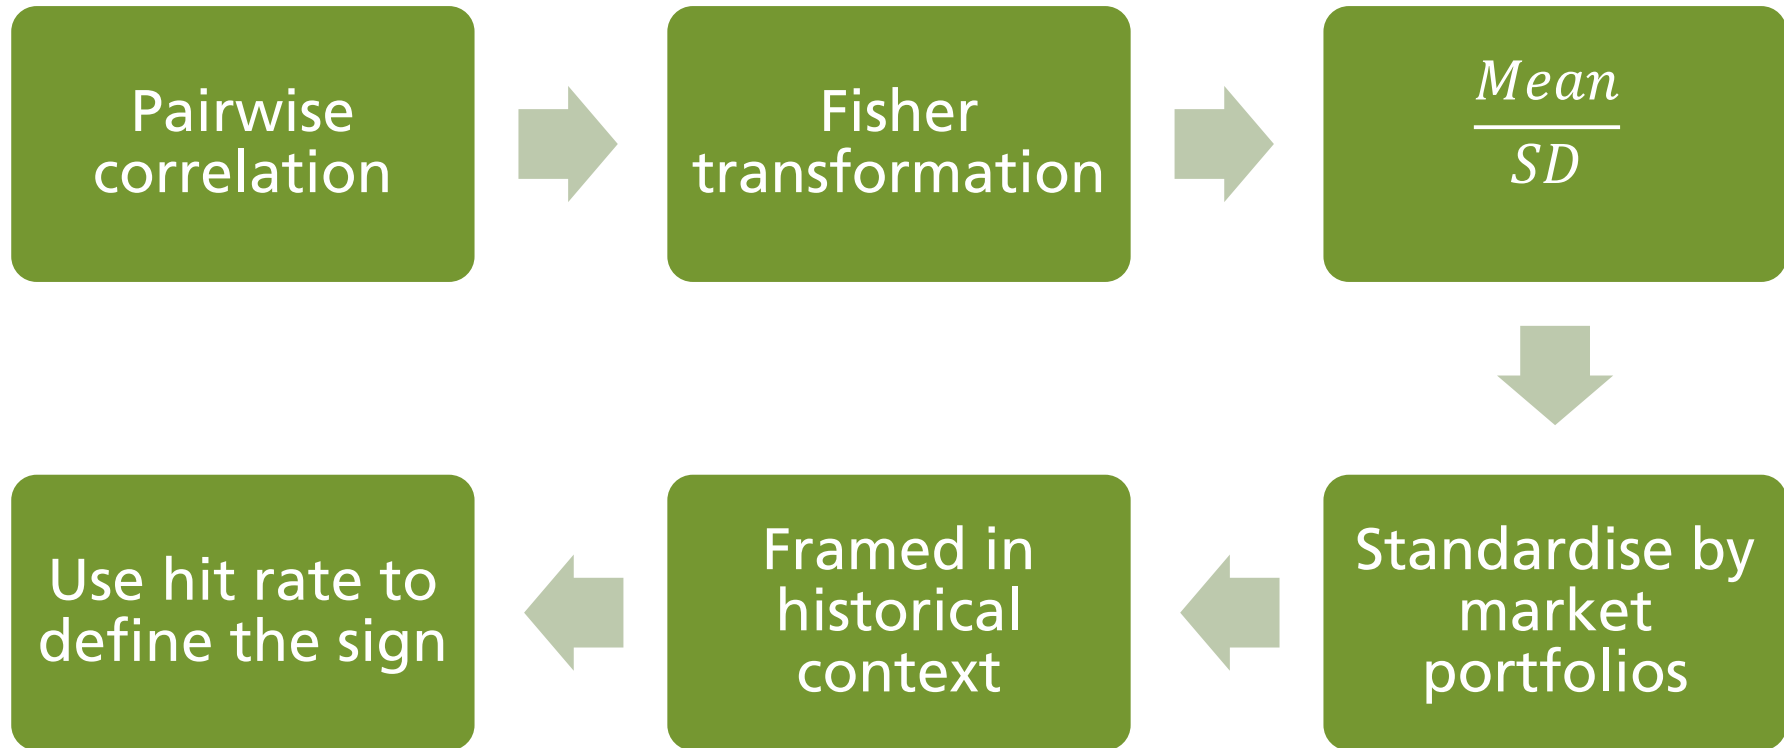 Pairwise
correlation
Fisher
transformation
Mean
SD
Standardise by
market
portfolios
Framed in
historical
context
Use hit rate to
define the sign